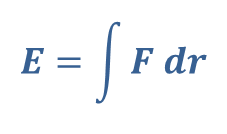 E = ∫ F dr